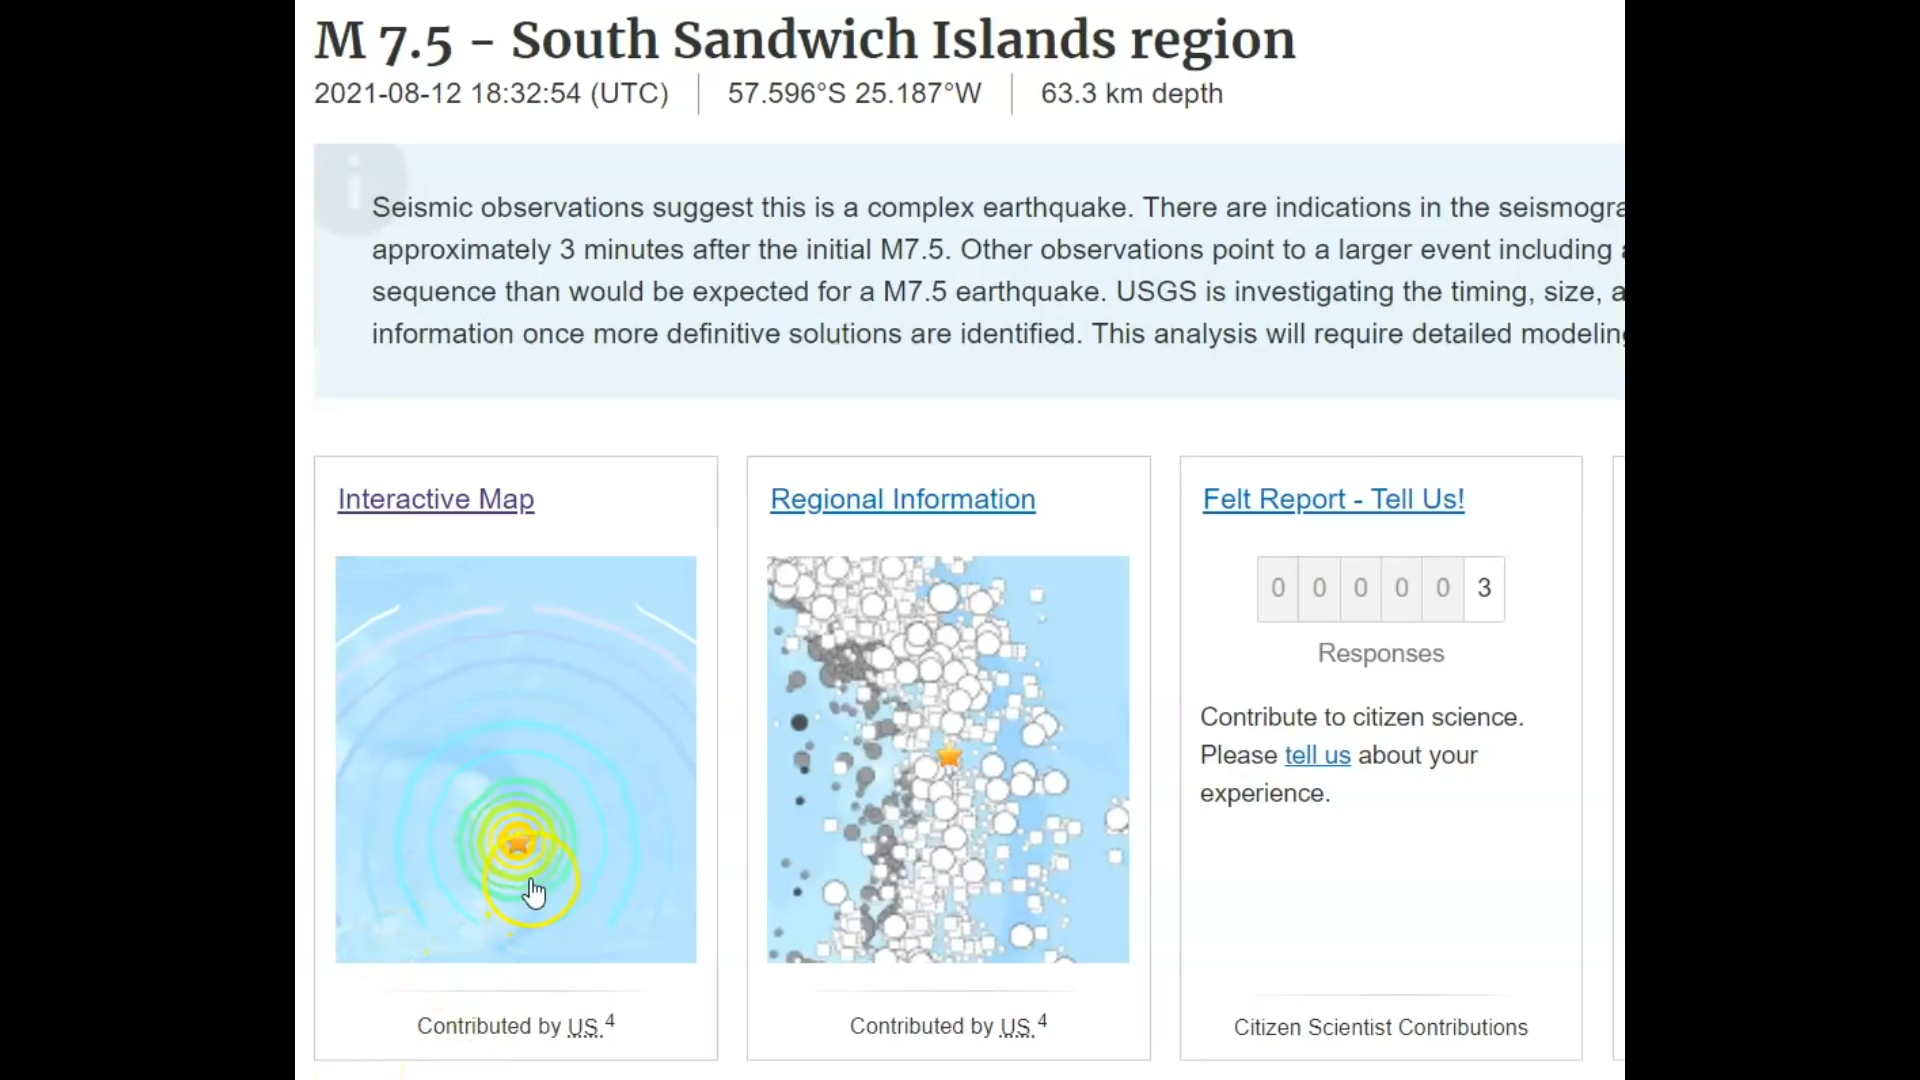 M 7.5 - South Sandwich Islands region
2021-08-12 18:32:54 (UTC) 57.596°S 25.187°W 63.3 km depth
i
Seismic observations suggest this is a complex earthquake. There are indications in the seismogra
approximately 3 minutes after the initial M7.5. Other observations point to a larger event including
sequence than would be expected for a M7.5 earthquake. USGS is investigating the timing, size, a
information once more definitive solutions are identified. This analysis will require detailed modelin
Interactive Map
Contributed by US 4
Regional Information
Contributed by US 4
Felt Report - Tell Us!
0 0 0 0 0 3
Responses
Contribute to citizen science.
Please tell us about your
experience.
Citizen Scientist Contributions